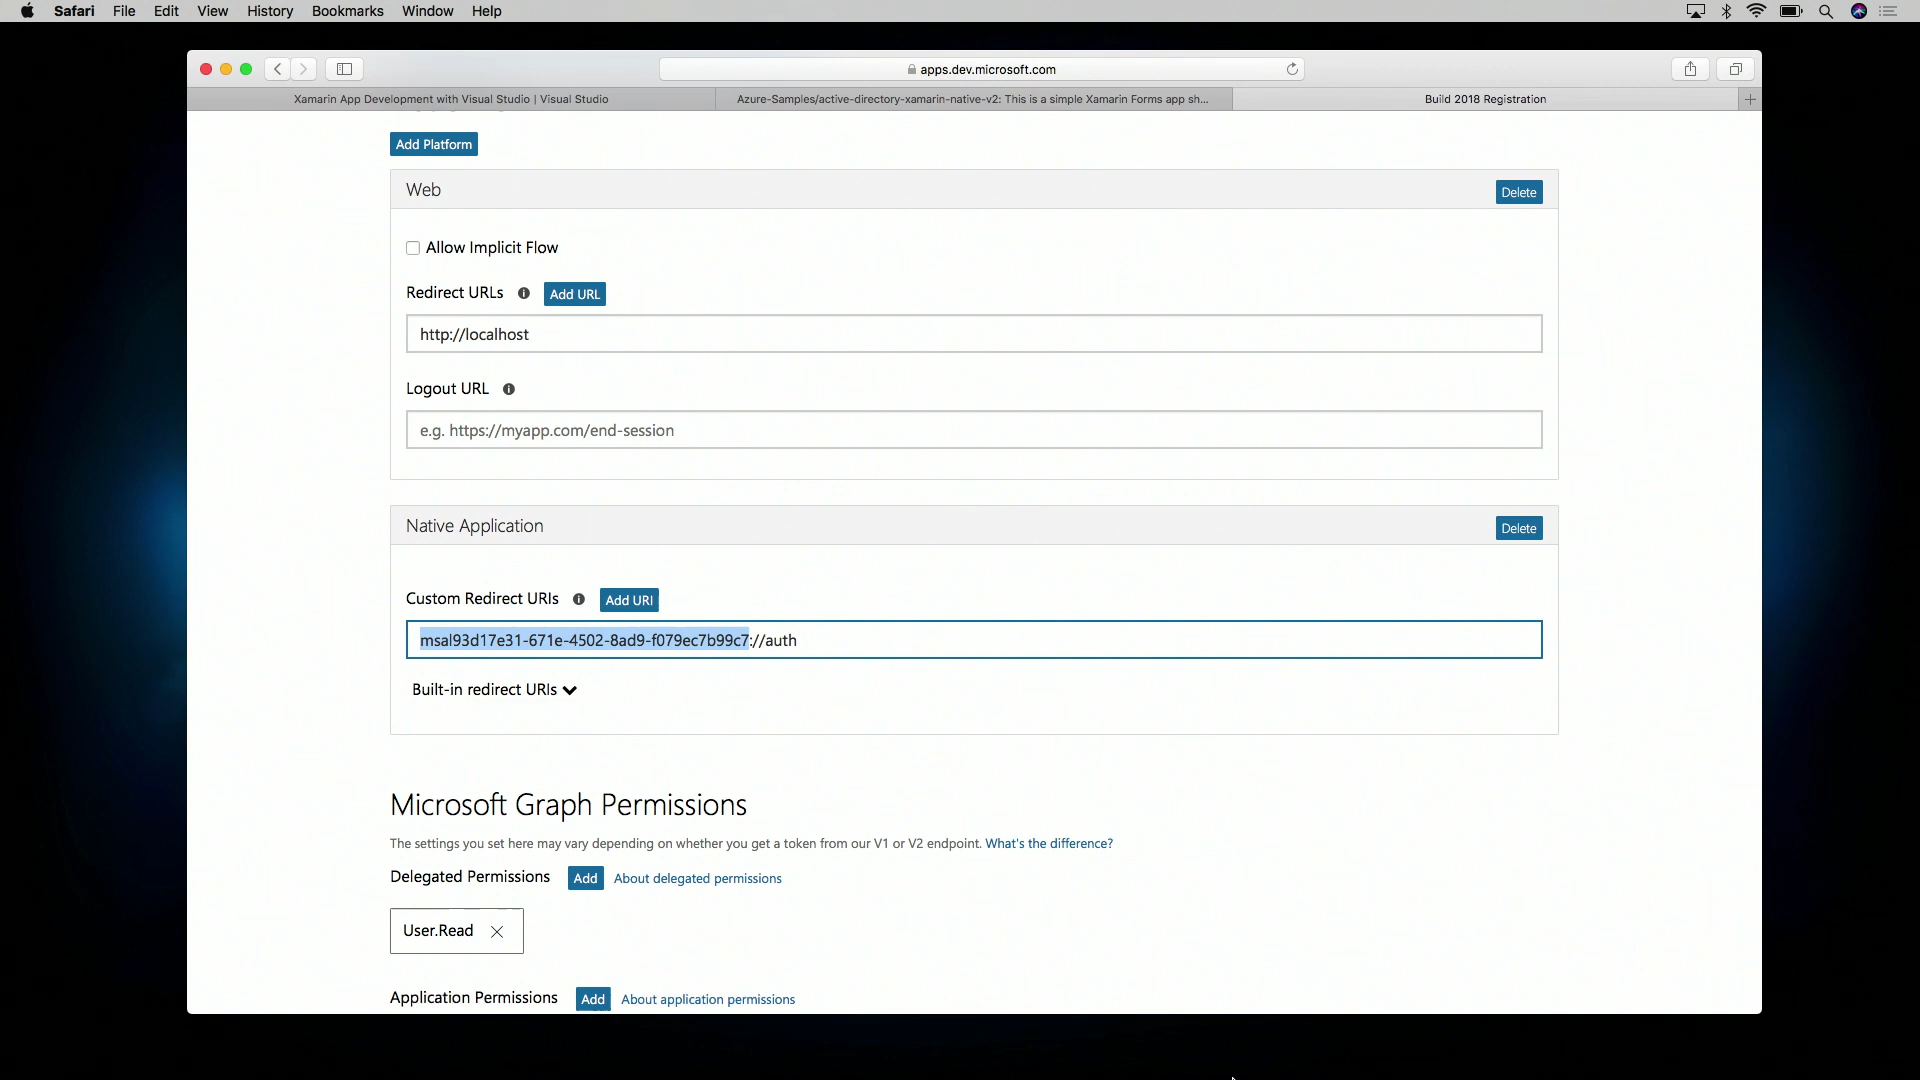 Safari File Edit View History Bookmarks Window Help
apps.dev.microsoft.com
Xamarin App Development with Visual Studio | Visual Studio
Azure-Samples/active-directory-xamarin-native-v2: This is a simple Xamarin Forms app sh...
Build 2018 Registration
Add Platform
Web
Delete
Allow Implicit Flow
Redirect URLs
Add URL
http://localhost
Logout URL
e.g. https://myapp.com/end-session
Native Application
Delete
Custom Redirect URIs
Add URI
msal93d17e31-671e-4502-8ad9-f079ec7b99c7://auth
Built-in redirect URIs
Microsoft Graph Permissions
The settings you set here may vary depending on whether you get a token from our V1 or V2 endpoint. What's the difference?
Delegated Permissions
Add
About delegated permissions
User.Read
Application Permissions
Add
About application permissions